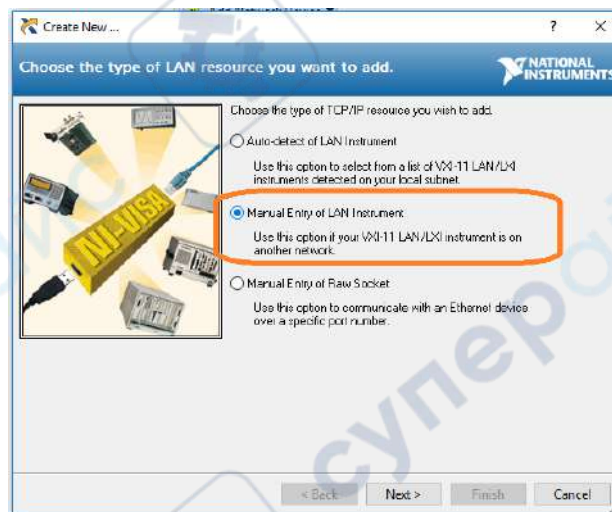 Add Network Device
Create New ...
? X
Choose the type of LAN resource you want to add.
NATIONAL
INSTRUMENTS
Choose the type of TCP/IP resource you wish to add.
Auto-detect of LAN Instrument
Use this option to select from a list of VXI-11 LAN/LXI
instruments detected on your local subnet.
Manual Entry of LAN Instrument
Use this option if your VXI-11 LAN/LXI instrument is on
another network.
Manual Entry of Raw Socket
Use this option to communicate with an Ethernet device
over a specific port number.
NI-VISA
< Back
Next >
Finish
Cancel
супер